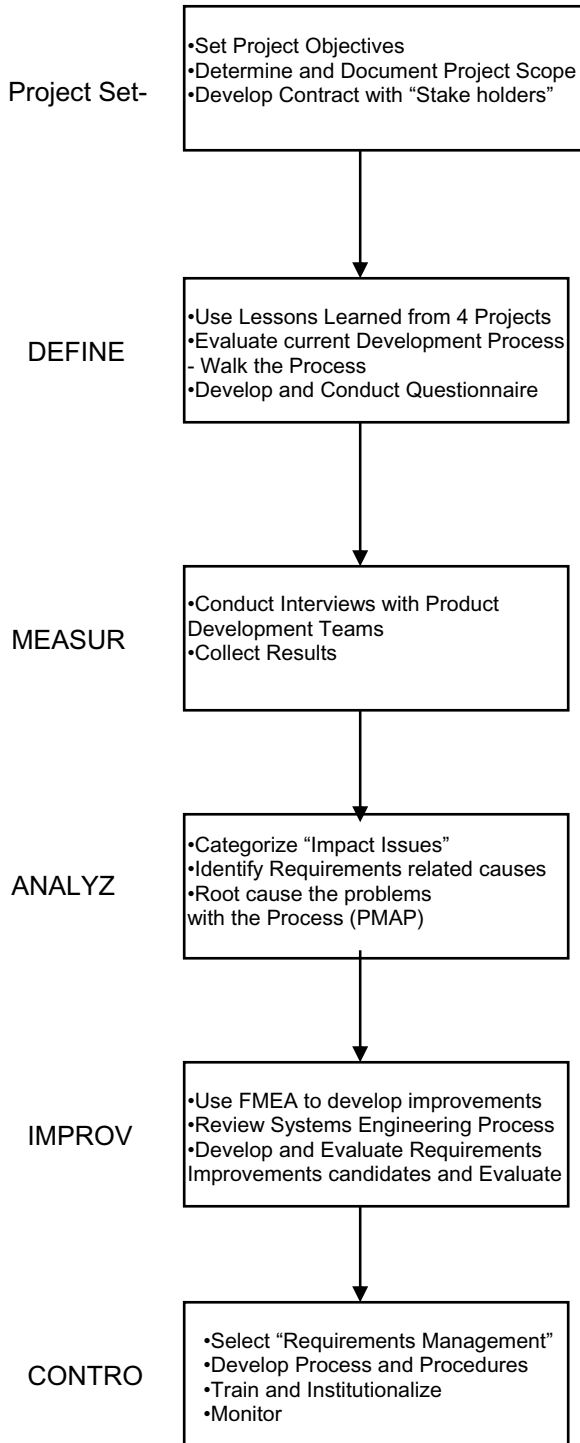 Project Set-
•Set Project Objectives
•Determine and Document Project Scope
•Develop Contract with “Stake holders”
DEFINE
•Use Lessons Learned from 4 Projects
•Evaluate current Development Process
- Walk the Process
•Develop and Conduct Questionnaire
MEASUR
•Conduct Interviews with Product
Development Teams
•Collect Results
ANALYZ
•Categorize “Impact Issues”
•Identify Requirements related causes
•Root cause the problems
with the Process (PMAP)
IMPROV
•Use FMEA to develop improvements
•Review Systems Engineering Process
•Develop and Evaluate Requirements
Improvements candidates and Evaluate
CONTRO
•Select “Requirements Management”
•Develop Process and Procedures
•Train and Institutionalize
•Monitor